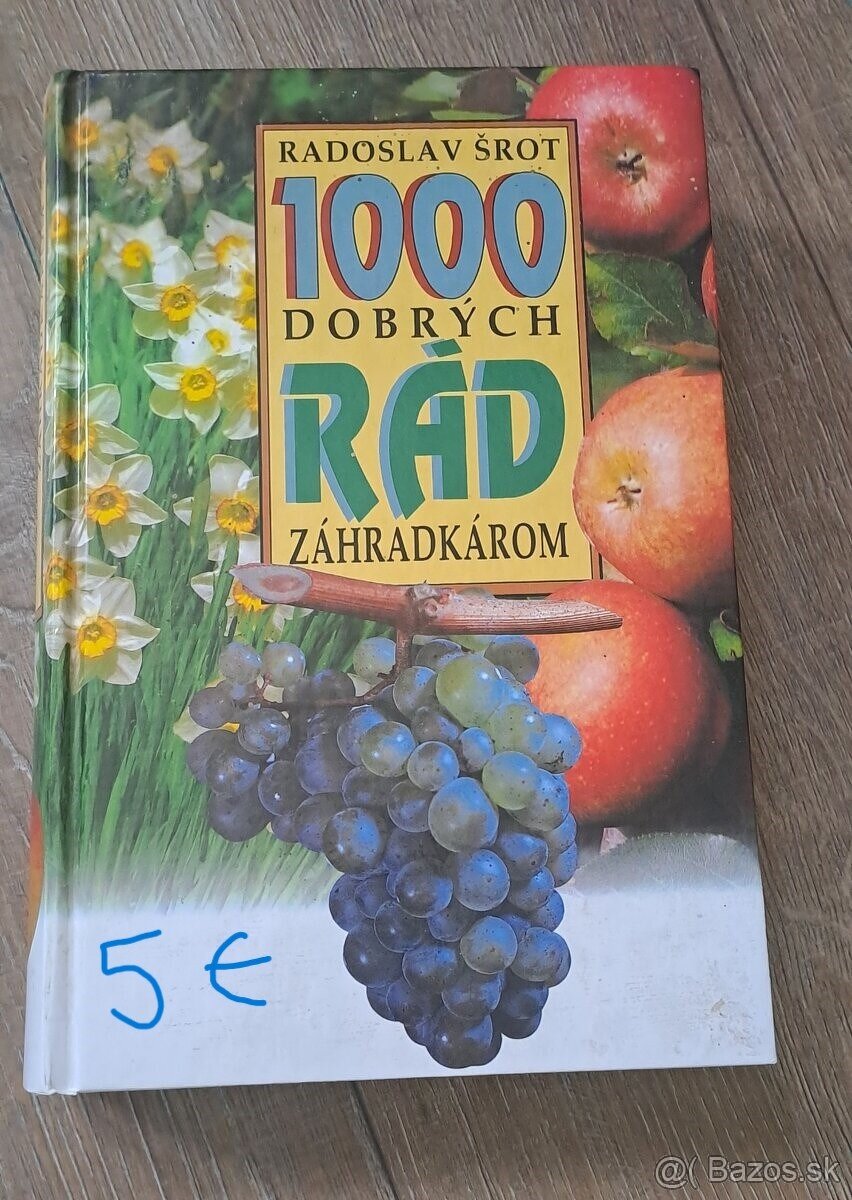 RADOSLAV ŠROT
1000
DOBRÝCH
RÁD
ZÁHRADKÁROM
5 €
@( Bazos.sk